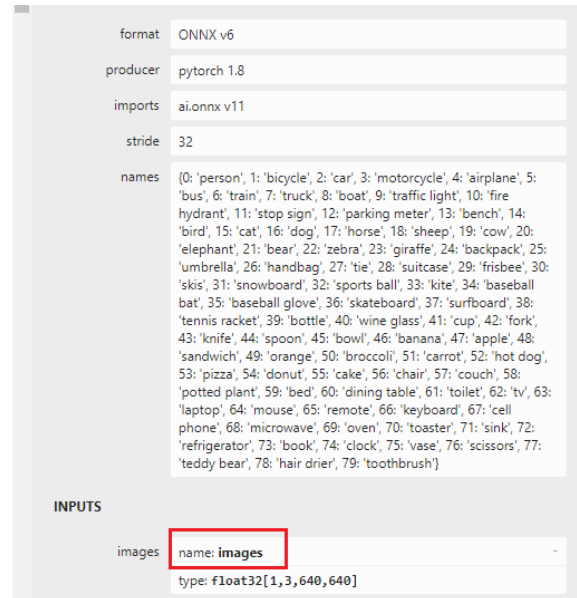 format ONNX v6
producer pytorch 1.8
imports ai.onnx v11
stride 32
names {0: 'person', 1: 'bicycle', 2: 'car', 3: 'motorcycle', 4: 'airplane', 5:
'bus', 6: 'train', 7: 'truck', 8: 'boat', 9: 'traffic light', 10: 'fire
hydrant', 11: 'stop sign', 12: 'parking meter', 13: 'bench', 14:
'bird', 15: 'cat', 16: 'dog', 17: 'horse', 18: 'sheep', 19: 'cow', 20:
'elephant', 21: 'bear', 22: 'zebra', 23: 'giraffe', 24: 'backpack', 25:
'umbrella', 26: 'handbag', 27: 'tie', 28: 'suitcase', 29: 'frisbee', 30:
'skis', 31: 'snowboard', 32: 'sports ball', 33: 'kite', 34: 'baseball
bat', 35: 'baseball glove', 36: 'skateboard', 37: 'surfboard', 38:
'tennis racket', 39: 'bottle', 40: 'wine glass', 41: 'cup', 42: 'fork',
43: 'knife', 44: 'spoon', 45: 'bowl', 46: 'banana', 47: 'apple', 48:
'sandwich', 49: 'orange', 50: 'broccoli', 51: 'carrot', 52: 'hot dog',
53: 'pizza', 54: 'donut', 55: 'cake', 56: 'chair', 57: 'couch', 58:
'potted plant', 59: 'bed', 60: 'dining table', 61: 'toilet', 62: 'tv', 63:
'laptop', 64: 'mouse', 65: 'remote', 66: 'keyboard', 67: 'cell
phone', 68: 'microwave', 69: 'oven', 70: 'toaster', 71: 'sink', 72:
'refrigerator', 73: 'book', 74: 'clock', 75: 'vase', 76: 'scissors', 77:
'teddy bear', 78: 'hair drier', 79: 'toothbrush'}
INPUTS
images name: images -
type: float32[1,3,640,640]